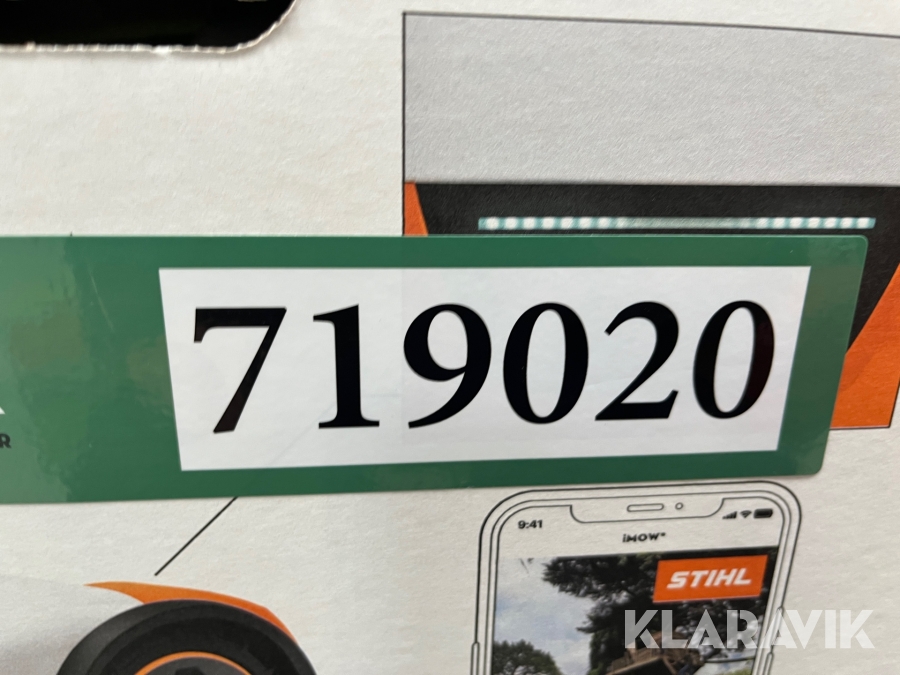 719020
R
9:41
iMOW®
STIHL
KLARAVIK